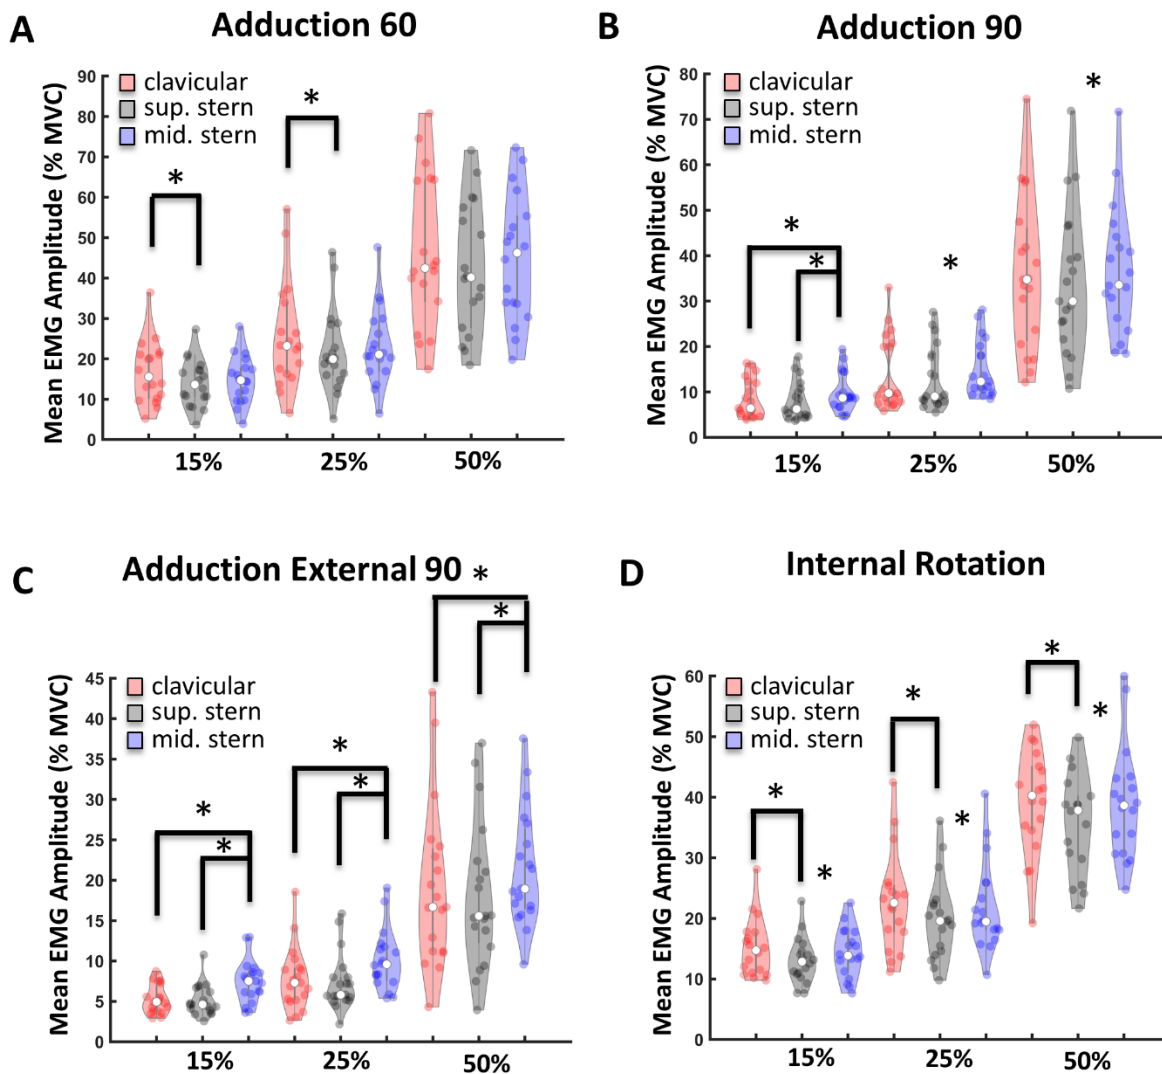 A
Adduction 60
Mean EMG Amplitude (% MVC)
90
80
70
60
50
40
30
20
10
0
clavicular
sup. stern
mid. stern
*
*
15% 25% 50%
B
Adduction 90
Mean EMG Amplitude (% MVC)
80
70
60
50
40
30
20
10
0
clavicular
sup. stern
mid. stern
*
*
*
*
15% 25% 50%
C
Adduction External 90
*
*
Mean EMG Amplitude (% MVC)
45
40
35
30
25
20
15
10
5
0
clavicular
sup. stern
mid. stern
*
*
*
*
15% 25% 50%
D
Internal Rotation
Mean EMG Amplitude (% MVC)
60
50
40
30
20
10
0
clavicular
sup. stern
mid. stern
*
*
*
*
*
*
15% 25% 50%